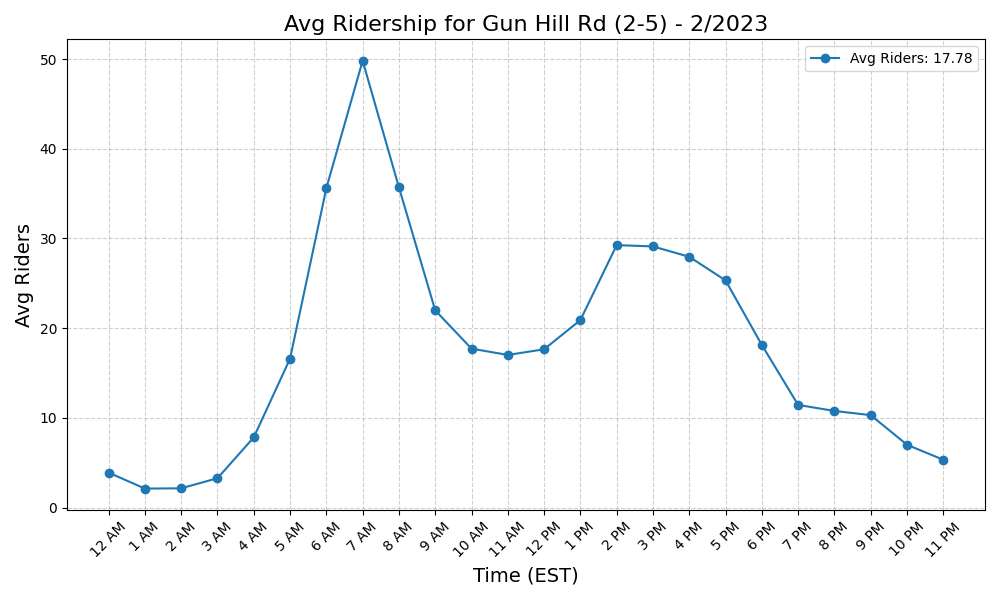 Avg Ridership for Gun Hill Rd (2-5) - 2/2023
Avg Riders: 17.78
Avg Riders
50
40
30
20
10
0
12 AM
1 AM
2 AM
3 AM
4 AM
5 AM
6 AM
7 AM
8 AM
9 AM
10 AM
11 AM
12 PM
1 PM
2 PM
3 PM
4 PM
5 PM
6 PM
7 PM
8 PM
9 PM
10 PM
11 PM
Time (EST)